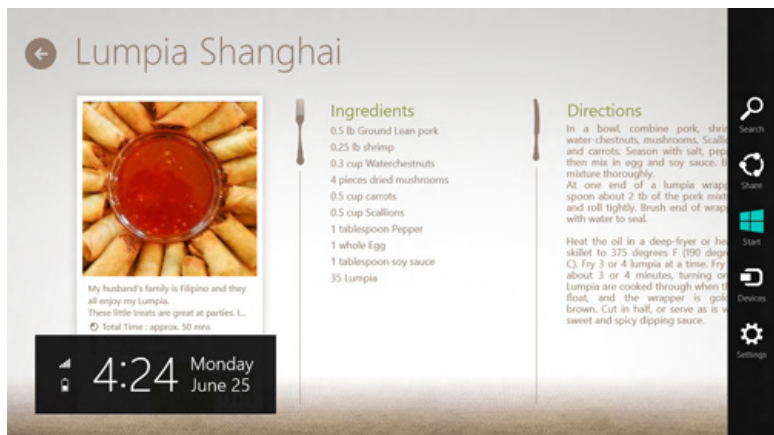 Lumpia Shanghai
My husband's family is Filipino and they
all enjoy my Lumpia.
These little treats are great at parties. I...
Total Time : approx. 50 mns
4:24
Monday
June 25
Ingredients
0.5 lb Ground Lean pork
0.25 lb shrimp
0.3 cup Waterchestnuts
4 pieces dried mushrooms
0.5 cup carrots
0.5 cup Scallions
1 tablespoon Pepper
1 whole Egg
1 tablespoon soy sauce
35 Lumpia
Directions
In a bowl, combine pork,
water-chestnuts, mushrooms,
and carrots. Season with salt,
then mix in egg and soy sauce.
mixture thoroughly.
At one end of a lumpia
spoon about 2 tb of the pork
and roll tightly. Brush end of
with water to seal.
Heat the oil in a deep-fryer or
skillet to 375 degrees F (190
C). Fry 3 or 4 lumpia at a time. Fry
about 3 or 4 minutes, turning
Lumpia are cooked through when
float, and the wrapper is
brown. Cut in half, or serve as is
sweet and spicy dipping sauce.
Search
Share
Start
Devices
Settings